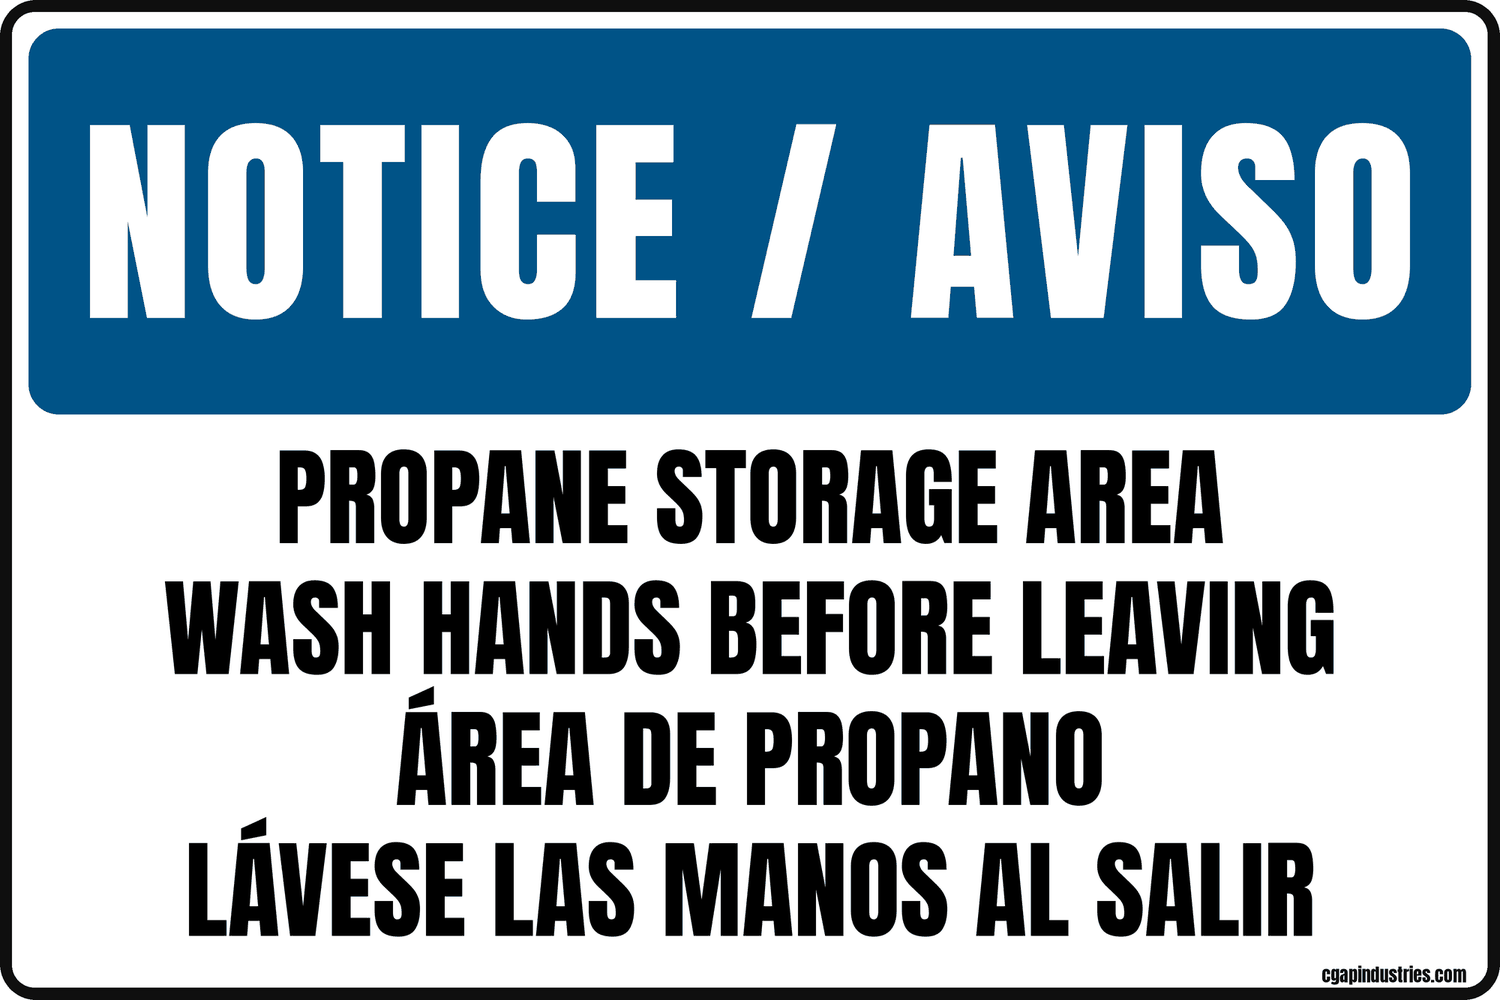 NOTICE / AVISO
PROPANE STORAGE AREA
WASH HANDS BEFORE LEAVING
ÁREA DE PROPANO
LÁVESE LAS MANOS AL SALIR
cgapindustries.com